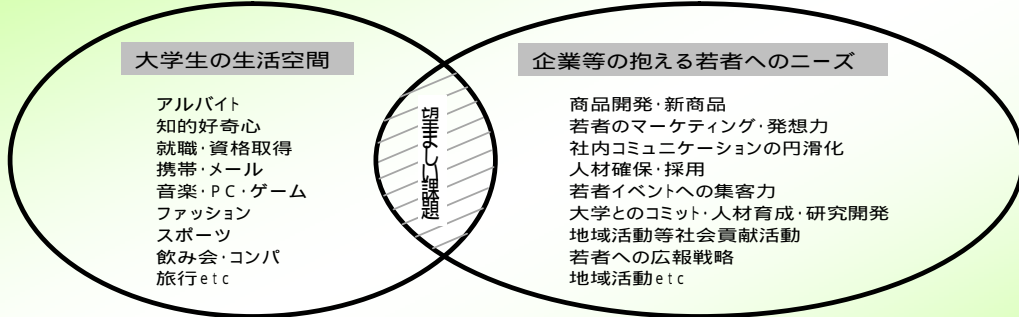 大学生の生活空間
アルバイト
知的好奇心
就職・資格取得
携帯・メール
音楽・PC・ゲーム
ファッション
スポーツ
飲み会・コンパ
旅行etc
望ましい課題
企業等の抱える若者へのニーズ
商品開発・新商品
若者のマーケティング・発想力
社内コミュニケーションの円滑化
人材確保・採用
若者イベントへの集客力
大学とのコミット・人材育成・研究開発
地域活動等社会貢献活動
若者への広報戦略
地域活動etc